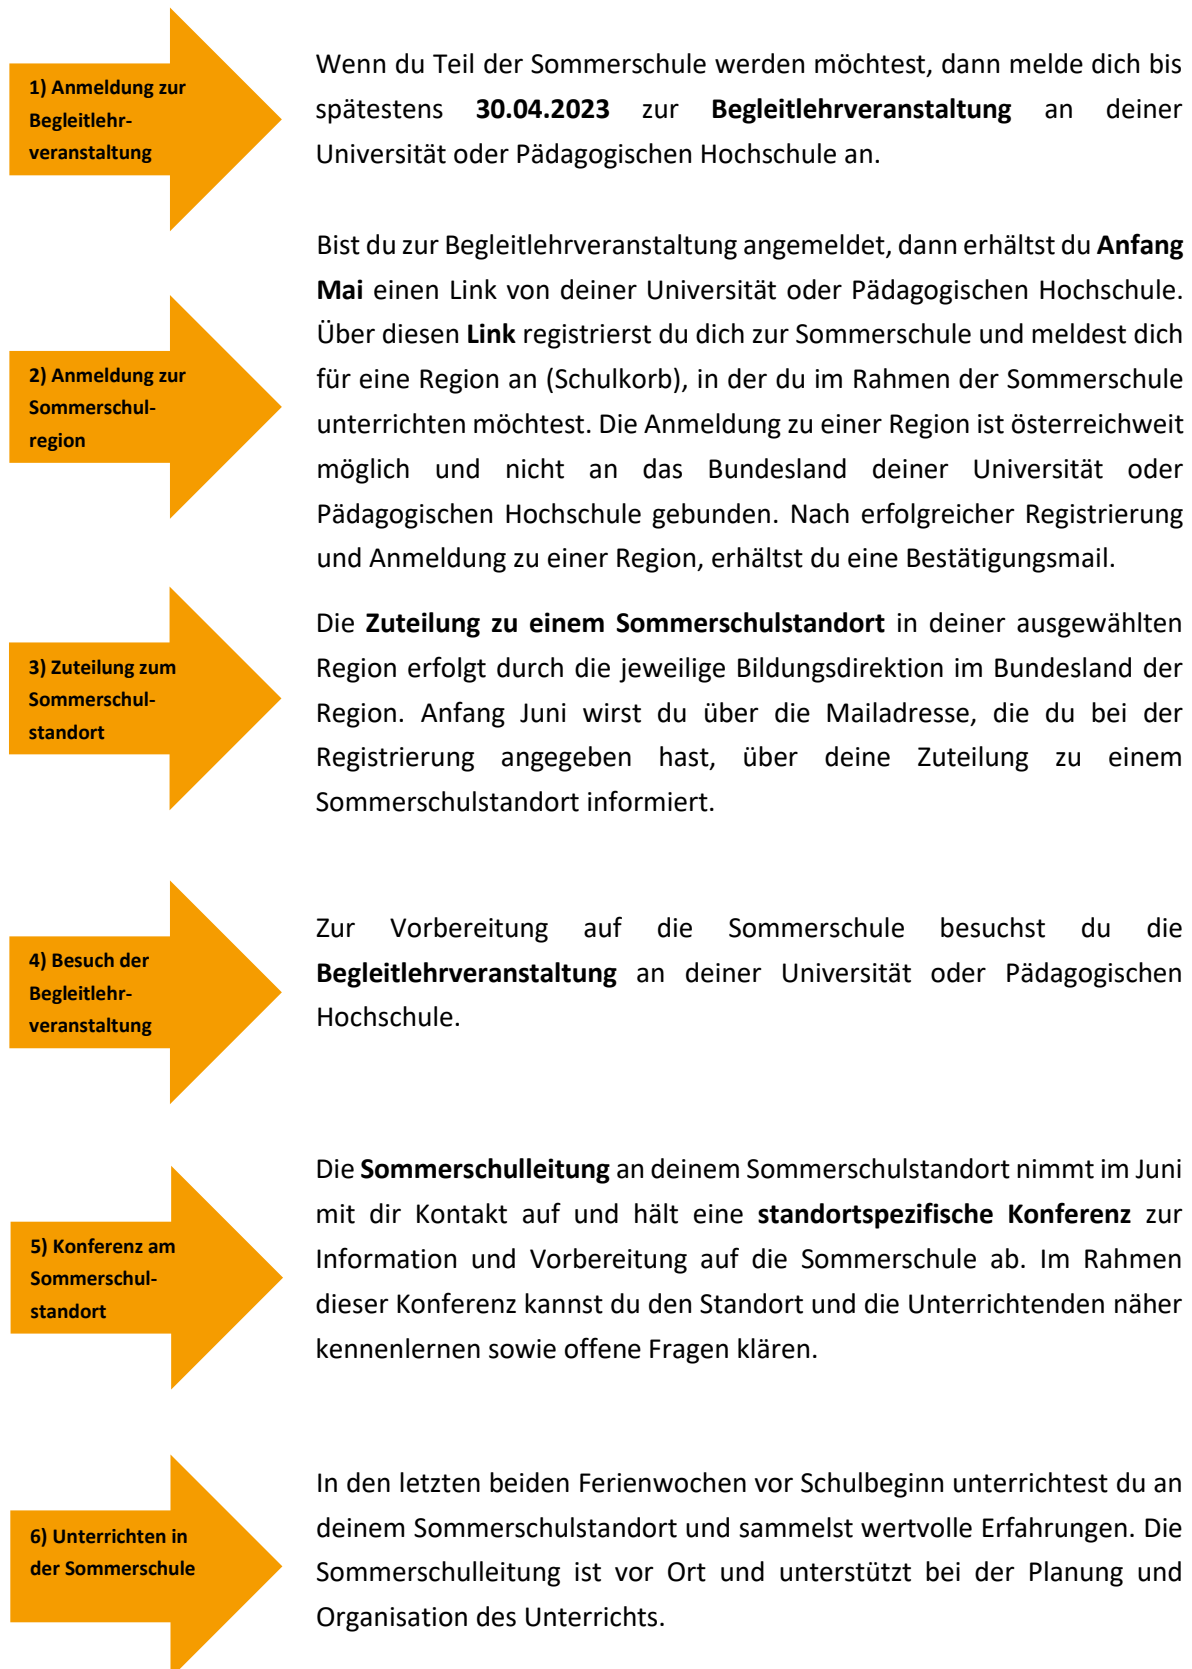 1) Anmeldung zur
Begleitlehr-
veranstaltung
Wenn du Teil der Sommerschule werden möchtest, dann melde dich bis
spätestens 30.04.2023 zur Begleitlehrveranstaltung an deiner
Universität oder Pädagogischen Hochschule an.
2) Anmeldung zur
Sommerschul-
region
Bist du zur Begleitlehrveranstaltung angemeldet, dann erhältst du Anfang
Mai einen Link von deiner Universität oder Pädagogischen Hochschule.
Über diesen Link registrierst du dich zur Sommerschule und meldest dich
für eine Region an (Schulkorb), in der du im Rahmen der Sommerschule
unterrichten möchtest. Die Anmeldung zu einer Region ist österreichweit
möglich und nicht an das Bundesland deiner Universität oder
Pädagogischen Hochschule gebunden. Nach erfolgreicher Registrierung
und Anmeldung zu einer Region, erhältst du eine Bestätigungsmail.
3) Zuteilung zum
Sommerschul-
standort
Die Zuteilung zu einem Sommerschulstandort in deiner ausgewählten
Region erfolgt durch die jeweilige Bildungsdirektion im Bundesland der
Region. Anfang Juni wirst du über die Mailadresse, die du bei der
Registrierung angegeben hast, über deine Zuteilung zu einem
Sommerschulstandort informiert.
4) Besuch der
Begleitlehr-
veranstaltung
Zur Vorbereitung auf die Sommerschule besuchst du die
Begleitlehrveranstaltung an deiner Universität oder Pädagogischen
Hochschule.
5) Konferenz am
Sommerschul-
standort
Die Sommerschulleitung an deinem Sommerschulstandort nimmt im Juni
mit dir Kontakt auf und hält eine standortspezifische Konferenz zur
Information und Vorbereitung auf die Sommerschule ab. Im Rahmen
dieser Konferenz kannst du den Standort und die Unterrichtenden näher
kennenlernen sowie offene Fragen klären.
6) Unterrichten in
der Sommerschule
In den letzten beiden Ferienwochen vor Schulbeginn unterrichtest du an
deinem Sommerschulstandort und sammelst wertvolle Erfahrungen. Die
Sommerschulleitung ist vor Ort und unterstützt bei der Planung und
Organisation des Unterrichts.